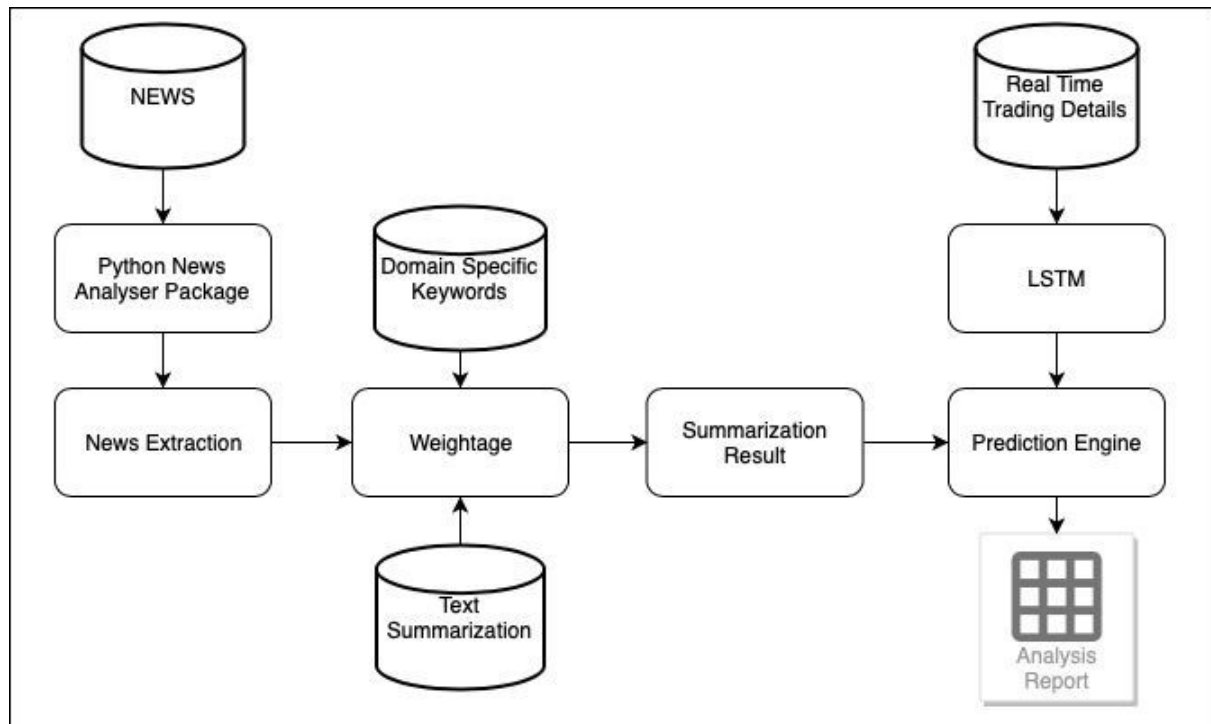 NEWS
Real Time
Trading Details
Python News
Analyser Package
Domain Specific
Keywords
LSTM
News Extraction
Weightage
Summarization
Result
Prediction Engine
Text
Summarization
Analysis
Report